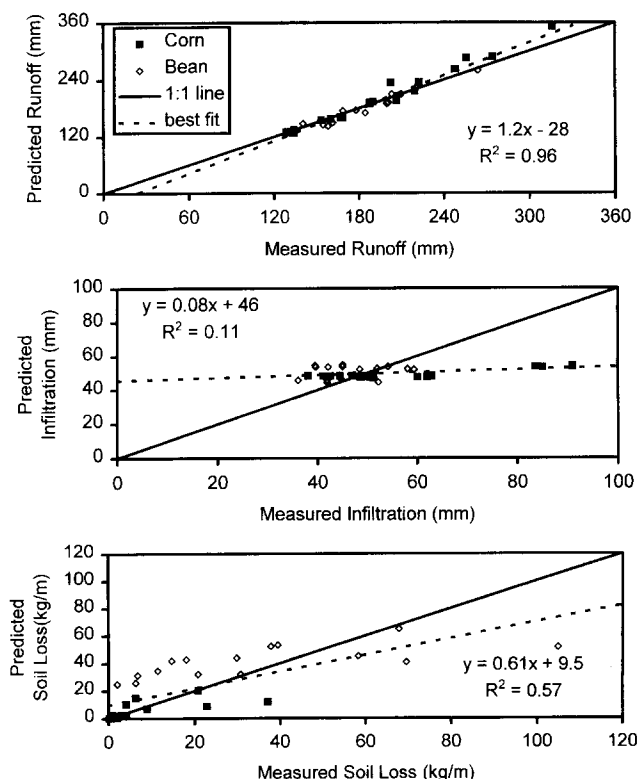 360
240
120
0
Predicted Runoff (mm)
Corn
Bean
1:1 line
best fit
y = 1.2x - 28
R² = 0.96
0 60 120 180 240 300 360
Measured Runoff (mm)
100
80
60
40
20
0
Predicted
Infiltration (mm)
y = 0.08x + 46
R² = 0.11
0 20 40 60 80 100
Measured Infiltration (mm)
120
100
80
60
40
20
0
Predicted
Soil Loss(kg/m)
y = 0.61x + 9.5
R² = 0.57
0 20 40 60 80 100 120
Measured Soil Loss (kg/m)